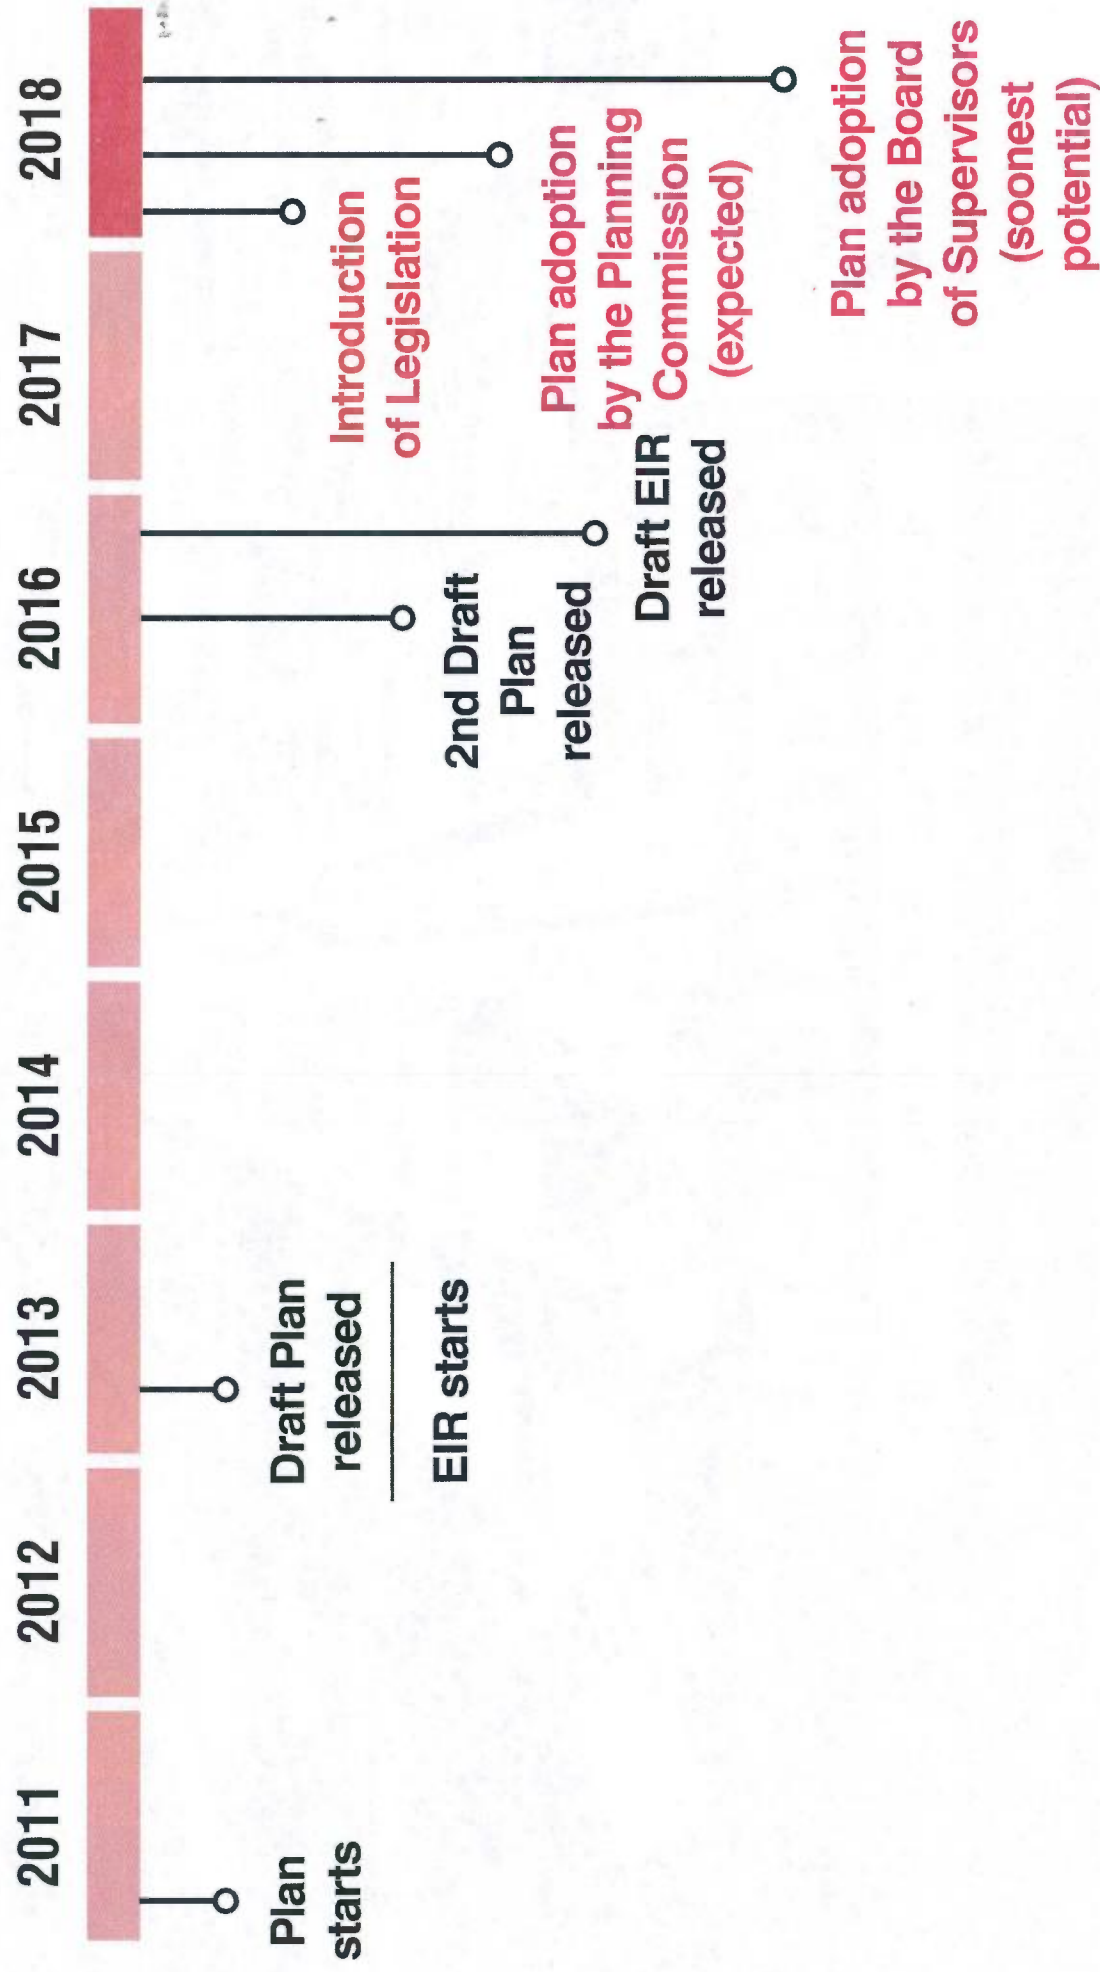 2011
2012
2013
2014
2015
2016
2017
2018
Plan
starts
Draft Plan
released
EIR starts
2nd Draft
Plan
released
Draft EIR
released
Introduction
of Legislation
Plan adoption
by the Planning
Commission
(expected)
Plan adoption
by the Board
of Supervisors
(soonest
potential)